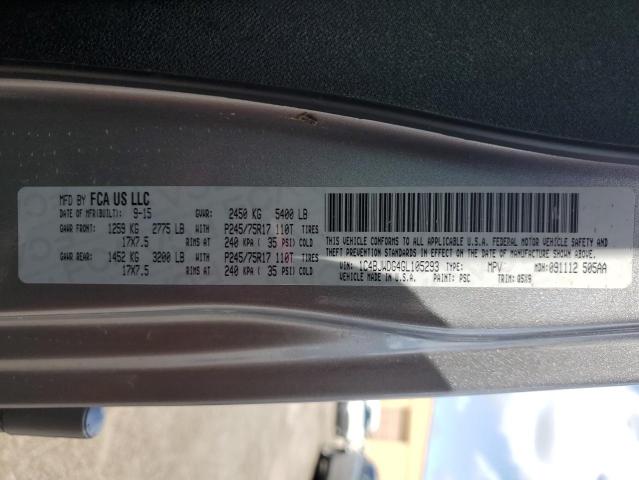 MFD BY FCA US LLC
DATE OF MFR(BUILT): 9-15 GVWR: 2450 KG 5400 LB
GAWR FRONT: 1259 KG 2775 LB WITH P245/75R17 110T TIRES
17X7.5 RIMS AT 240 KPA ( 35 PSI) COLD
GAWR REAR: 1452 KG 3200 LB WITH P245/75R17 110T TIRES
17X7.5 RIMS AT 240 KPA ( 35 PSI) COLD
THIS VEHICLE CONFORMS TO ALL APPLICABLE U.S.A. FEDERAL MOTOR VEHICLE SAFETY, BUMPER AND
THEFT PREVENTION STANDARDS IN EFFECT ON THE DATE OF MANUFACTURE SHOWN ABOVE.
VIN: 1C4BJWDG4GL105293 TYPE: MPV MDH: 091112 505AA
VEHICLE MADE IN U.S.A. PAINT: PSC TRIM: Q5X9